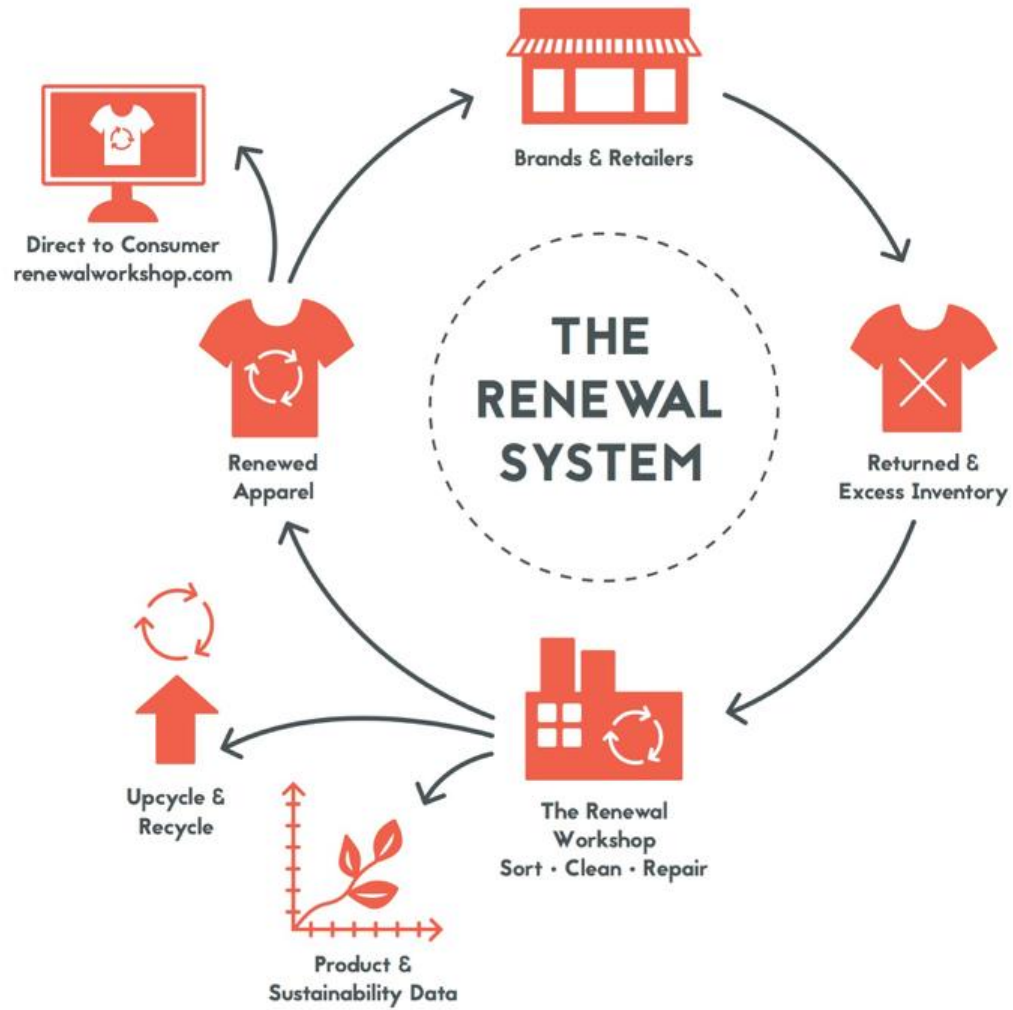 Brands & Retailers
Direct to Consumer
renewalworkshop.com
THE
RENEWAL
SYSTEM
Renewed
Apparel
Returned &
Excess Inventory
Upcycle &
Recycle
The Renewal
Workshop
Sort • Clean • Repair
Product &
Sustainability Data